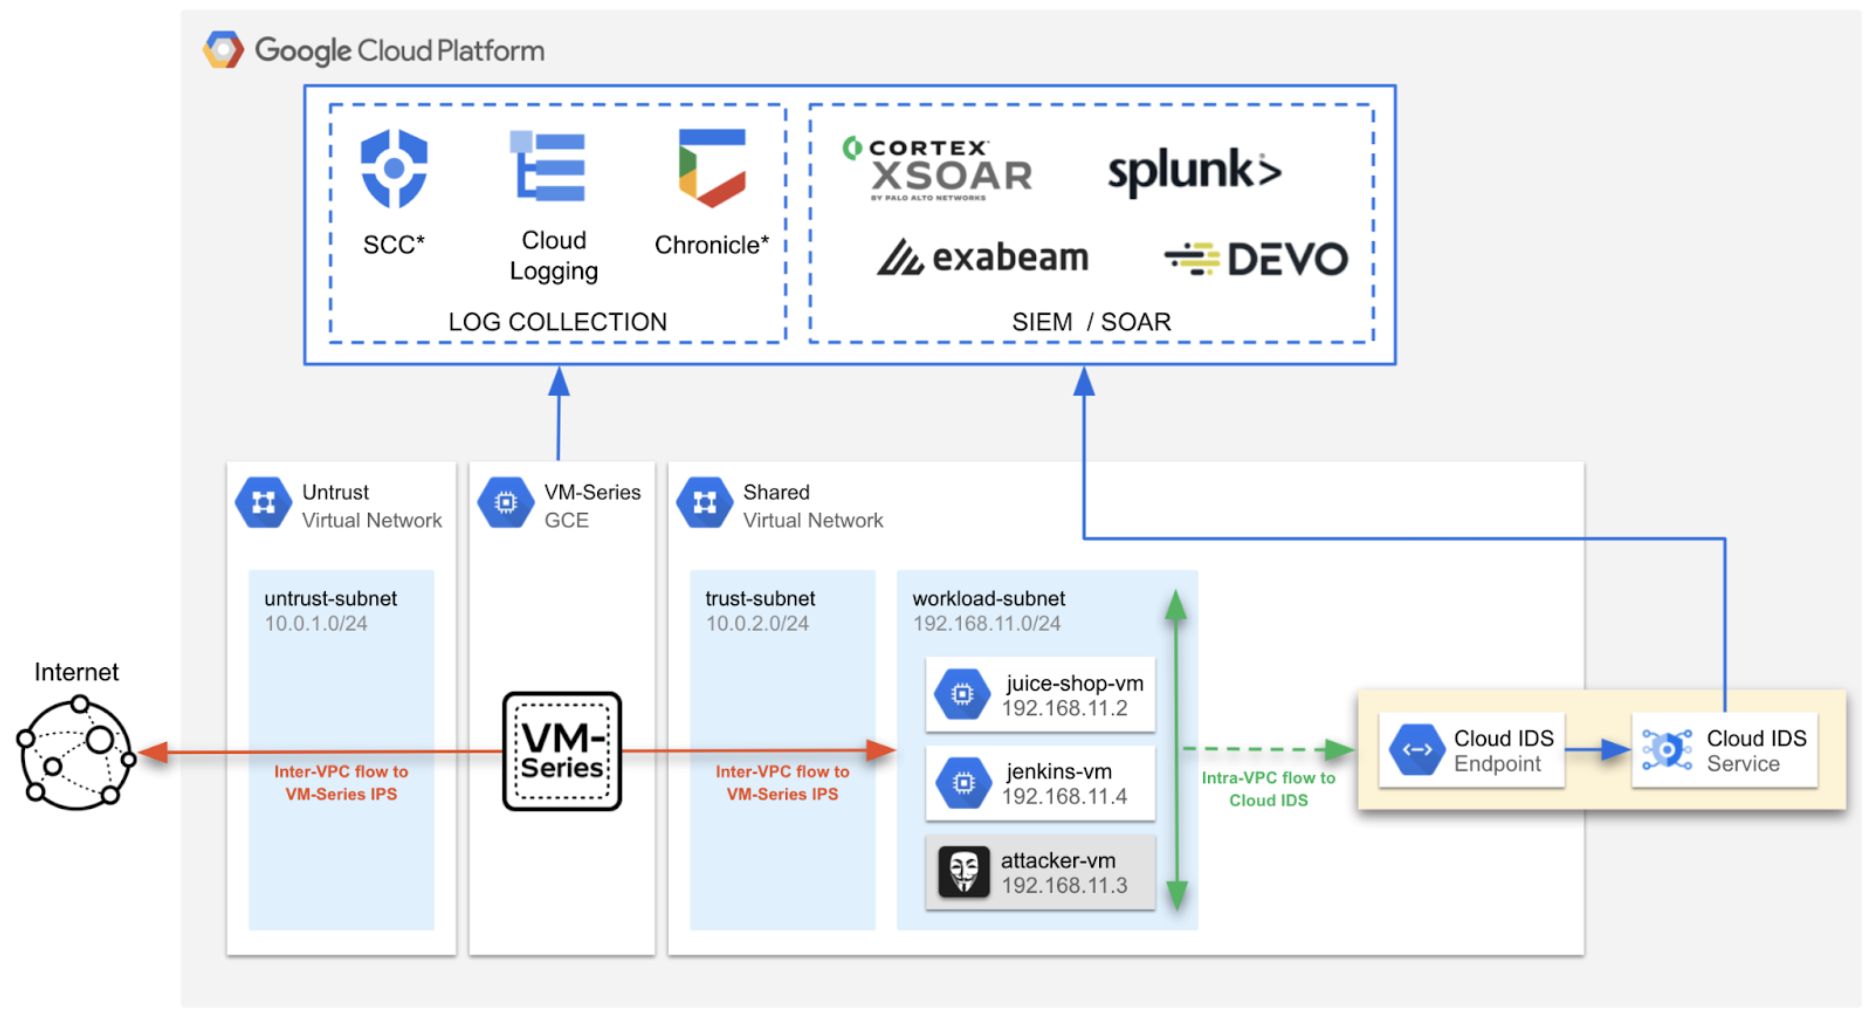 Google Cloud Platform
SCC*
Cloud
Logging
Chronicle*
LOG COLLECTION
CORTEX
XSOAR
BY PALO ALTO NETWORKS
splunk>
exabeam
DEVO
SIEM / SOAR
Untrust
Virtual Network
VM-Series
GCE
Shared
Virtual Network
untrust-subnet
10.0.1.0/24
trust-subnet
10.0.2.0/24
workload-subnet
192.168.11.0/24
Internet
Inter-VPC flow to
VM-Series IPS
VM-
Series
Inter-VPC flow to
VM-Series IPS
juice-shop-vm
192.168.11.2
jenkins-vm
192.168.11.4
attacker-vm
192.168.11.3
Intra-VPC flow to
Cloud IDS
Cloud IDS
Endpoint
Cloud IDS
Service